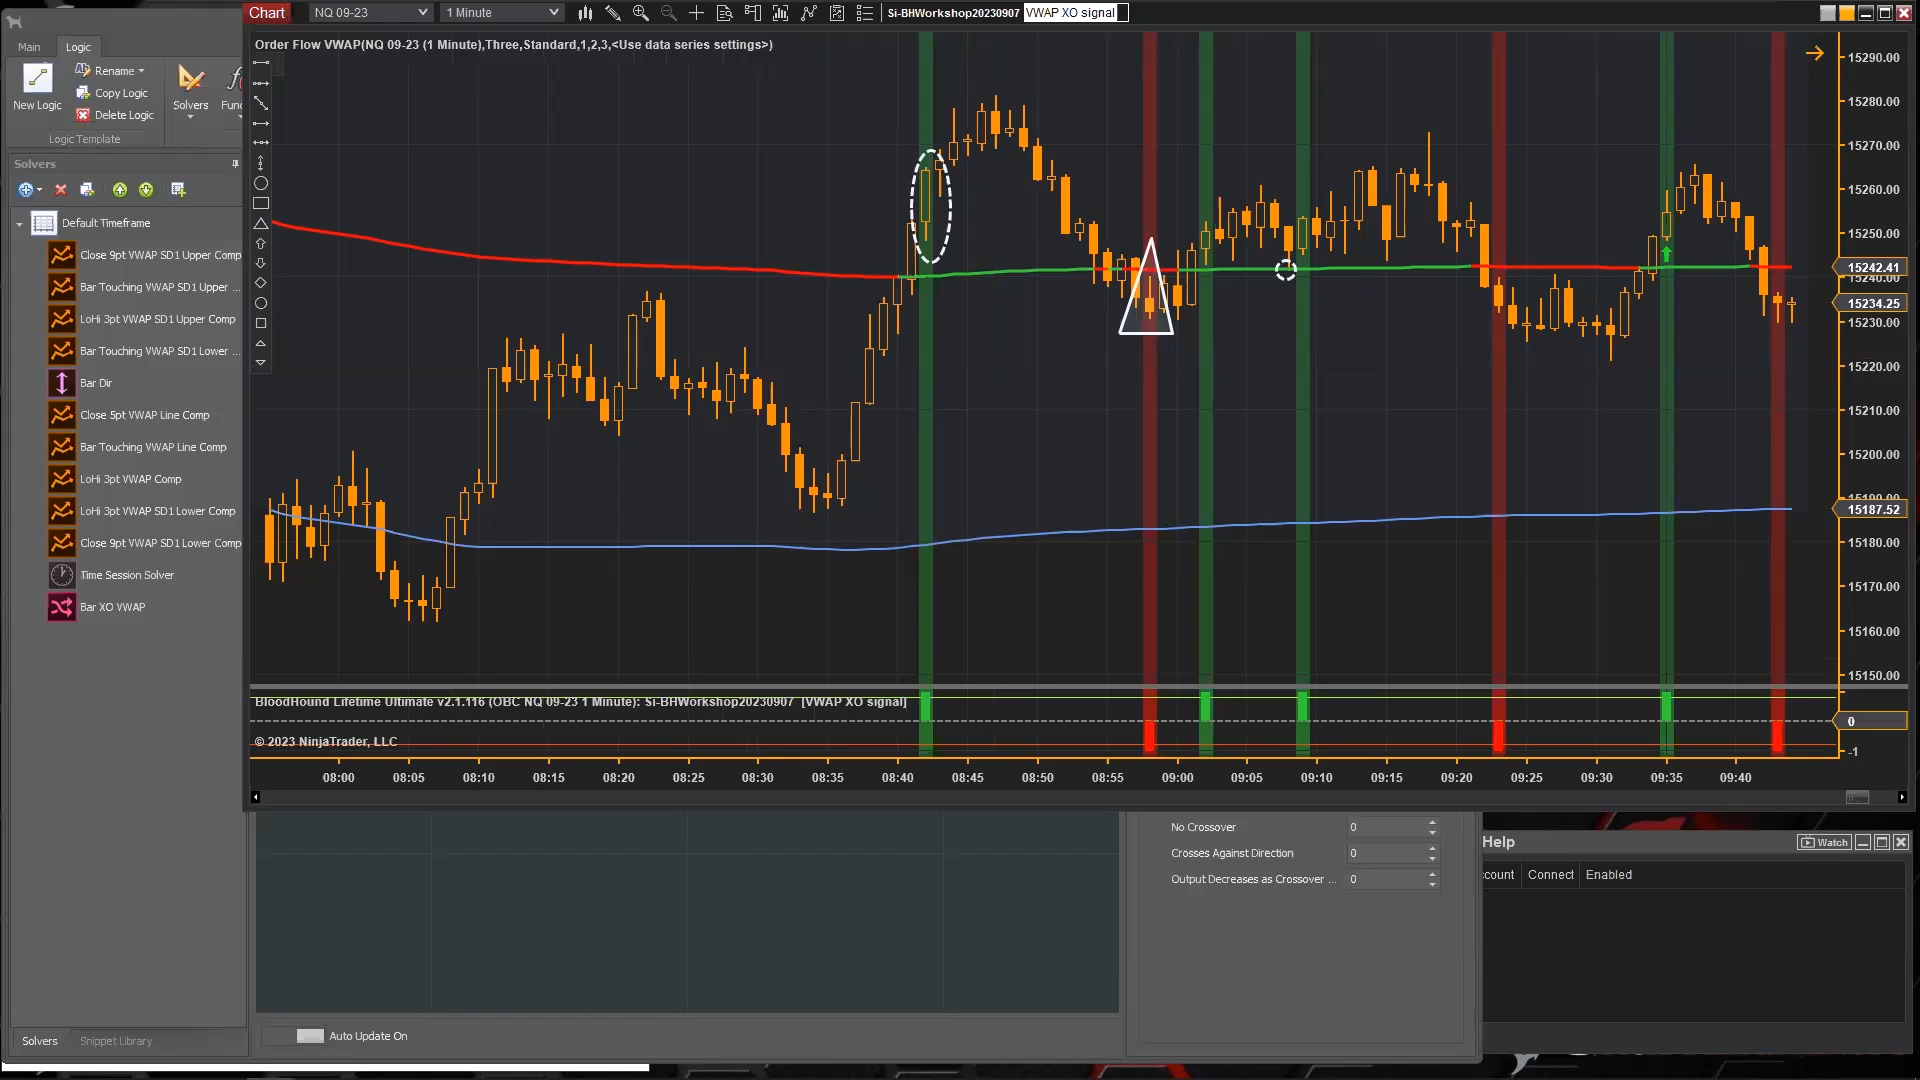 Chart NQ 09-23 1 Minute Si-BHWorkshop20230907 VWAP XO signal
Main Logic
Order Flow VWAP(NQ 09-23 (1 Minute),Three,Standard,1,2,3,<Use data series settings>)
New Logic
Rename
Copy Logic
Delete Logic
Solvers
Func
Logic Template
Solvers
Default Timeframe
Close 9pt VWAP SD1 Upper Comp
Bar Touching VWAP SD1 Upper ...
LoHi 3pt VWAP SD1 Upper Comp
Bar Touching VWAP SD1 Lower ...
Bar Dir
Close 5pt VWAP Line Comp
Bar Touching VWAP Line Comp
LoHi 3pt VWAP Comp
LoHi 3pt VWAP SD1 Lower Comp
Close 9pt VWAP SD1 Lower Comp
Time Session Solver
Bar XO VWAP
15290.00
15280.00
15270.00
15260.00
15250.00
15242.41
15240.00
15234.25
15230.00
15220.00
15210.00
15200.00
15190.00
15187.52
15180.00
15170.00
15160.00
15150.00
BloodHound Lifetime Ultimate v2.1.116 (OBC NQ 09-23 1 Minute): Si-BHWorkshop20230907 [VWAP XO signal]
0
© 2023 NinjaTrader, LLC
-1
08:00 08:05 08:10 08:15 08:20 08:25 08:30 08:35 08:40 08:45 08:50 08:55 09:00 09:05 09:10 09:15 09:20 09:25 09:30 09:35 09:40
No Crossover 0
Crosses Against Direction 0
Output Decreases as Crossover ... 0
Help Watch
count Connect Enabled
Auto Update On
Solvers Snippet Library